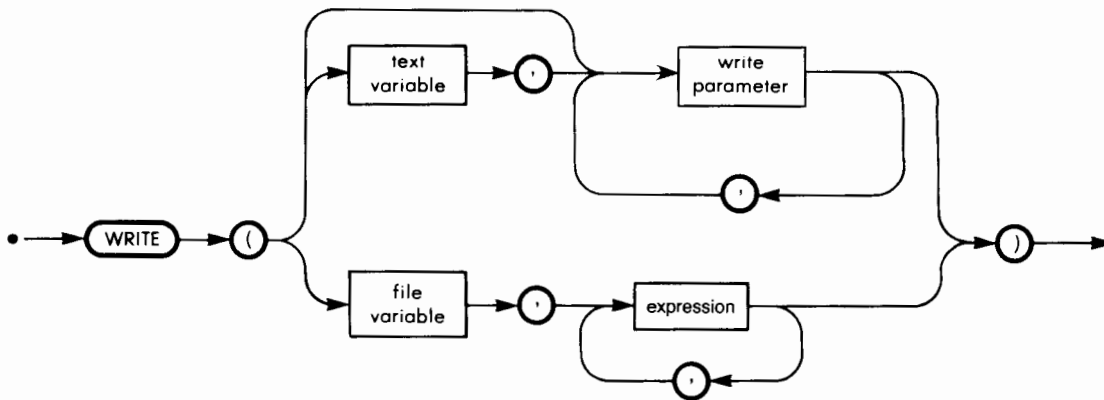 text
variable
,
write
parameter
,
WRITE
(
)
file
variable
,
expression
,